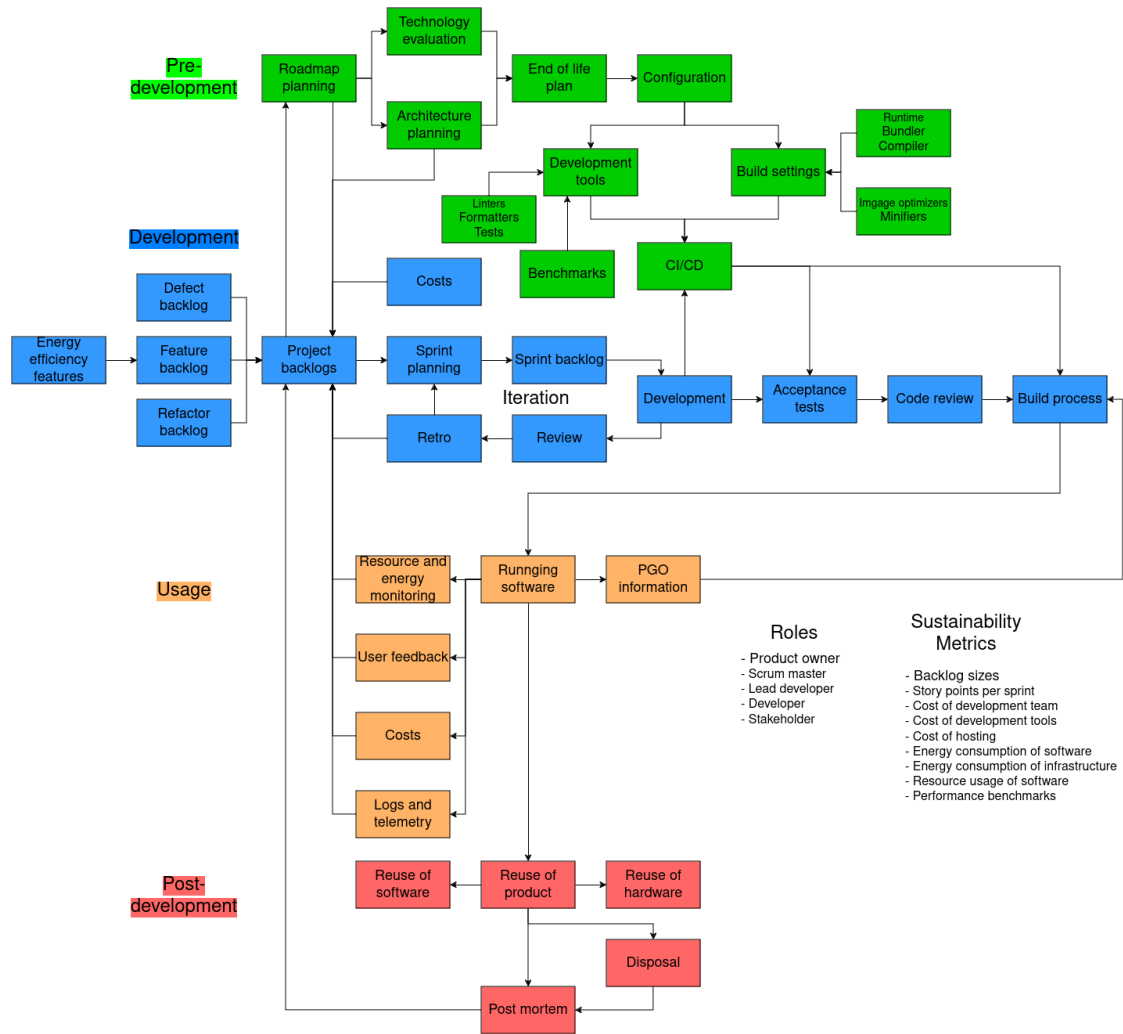 Technology
evaluation
Pre-
development
Roadmap
planning
End of life
plan
Configuration
Architecture
planning
Runtime
Bundler
Compiler
Development
tools
Build settings
Linters
Formatters
Tests
Imgage optimizers
Minifiers
Development
Benchmarks
CI/CD
Defect
backlog
Costs
Energy
efficiency
features
Feature
backlog
Project
backlogs
Sprint
planning
Sprint backlog
Iteration
Development
Acceptance
tests
Code review
Build process
Refactor
backlog
Retro
Review
Usage
Resource and
energy
monitoring
Runnging
software
PGO
information
User feedback
Costs
Logs and
telemetry
Roles
- Product owner
- Scrum master
- Lead developer
- Developer
- Stakeholder
Sustainability
Metrics
- Backlog sizes
- Story points per sprint
- Cost of development team
- Cost of development tools
- Cost of hosting
- Energy consumption of software
- Energy consumption of infrastructure
- Resource usage of software
- Performance benchmarks
Post-
development
Reuse of
software
Reuse of
product
Reuse of
hardware
Disposal
Post mortem